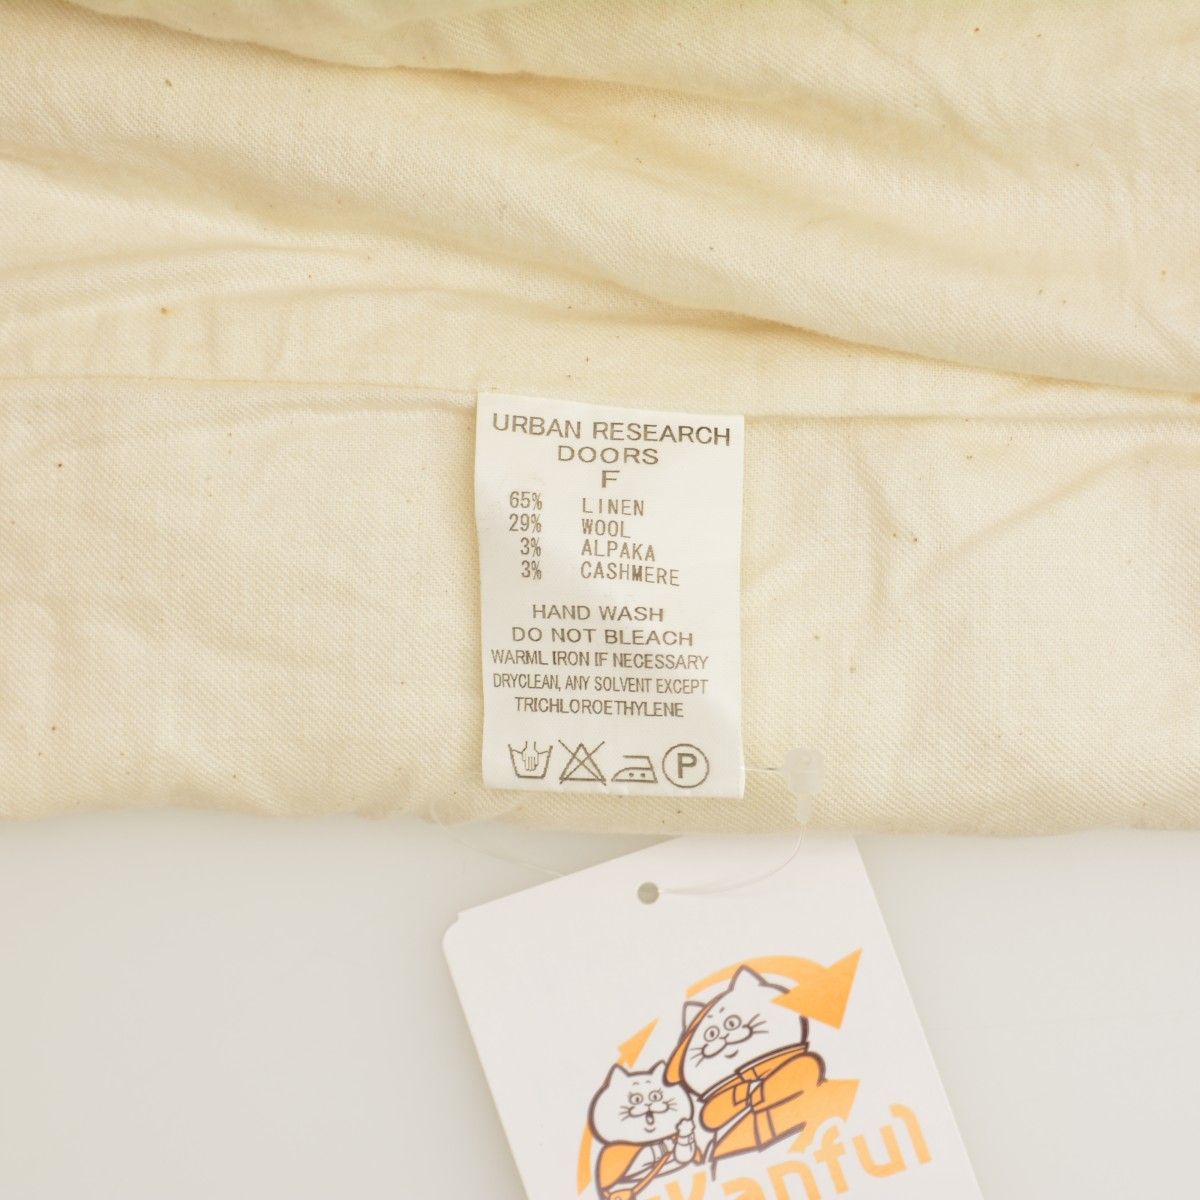 URBAN RESEARCH
DOORS
F
65% LINEN
29% WOOL
3% ALPAKA
3% CASHMERE
HAND WASH
DO NOT BLEACH
WARML IRON IF NECESSARY
DRYCLEAN, ANY SOLVENT EXCEPT
TRICHLOROETHYLENE
P